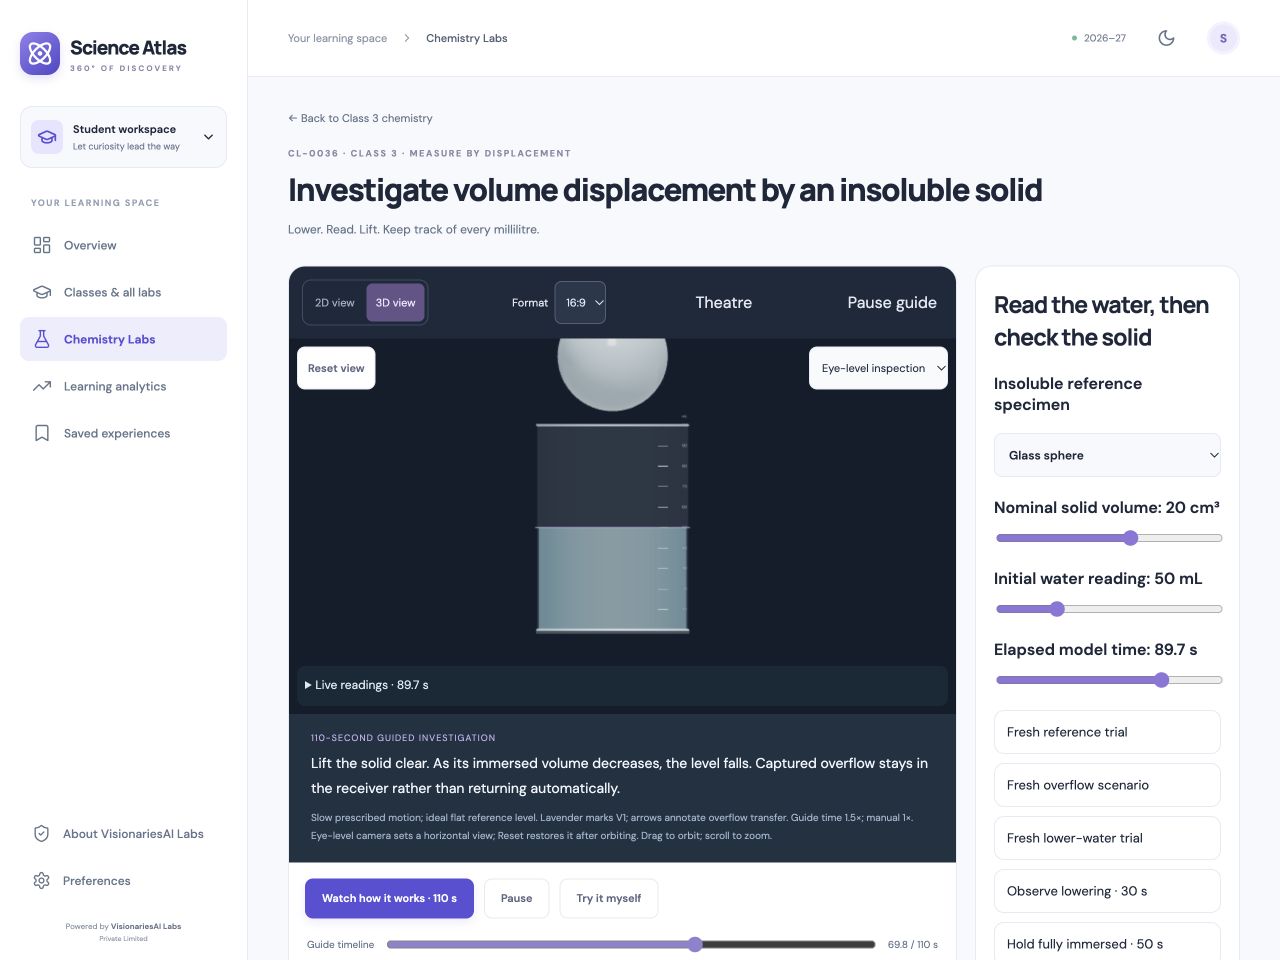 Science Atlas
360° OF DISCOVERY
Student workspace
Let curiosity lead the way
YOUR LEARNING SPACE
Overview
Classes & all labs
Chemistry Labs
Learning analytics
Saved experiences
About VisionariesAI Labs
Preferences
Powered by VisionariesAI Labs
Private Limited
Your learning space > Chemistry Labs
2026–27
S
← Back to Class 3 chemistry
CL-0036 · CLASS 3 · MEASURE BY DISPLACEMENT
Investigate volume displacement by an insoluble solid
Lower. Read. Lift. Keep track of every millilitre.
2D view
3D view
Format
16:9
Theatre
Pause guide
Reset view
Eye-level inspection
▶ Live readings · 89.7 s
110-SECOND GUIDED INVESTIGATION
Lift the solid clear. As its immersed volume decreases, the level falls. Captured overflow stays in
the receiver rather than returning automatically.
Slow prescribed motion; ideal flat reference level. Lavender marks V1; arrows annotate overflow transfer. Guide time 1.5×; manual 1×.
Eye-level camera sets a horizontal view; Reset restores it after orbiting. Drag to orbit; scroll to zoom.
Watch how it works · 110 s
Pause
Try it myself
Guide timeline
69.8 / 110 s
Read the water, then
check the solid
Insoluble reference
specimen
Glass sphere
Nominal solid volume: 20 cm³
Initial water reading: 50 mL
Elapsed model time: 89.7 s
Fresh reference trial
Fresh overflow scenario
Fresh lower-water trial
Observe lowering · 30 s
Hold fully immersed · 50 s